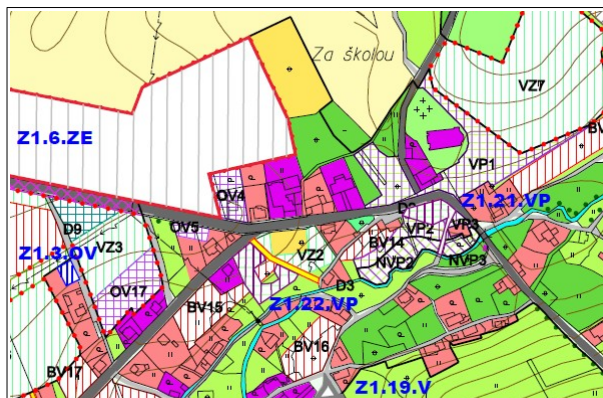 Za školou
VZ7
Z1.6.ZE
BV
VP1
OV4
Z1.21.VP
D9
OV5
VP2
VP3
Z1.3.OV
VZ3
VZ2
BV14
NVP2
NVP3
OV17
D3
Z1.22.VP
BV15
BV16
BV17
Z1.19.V